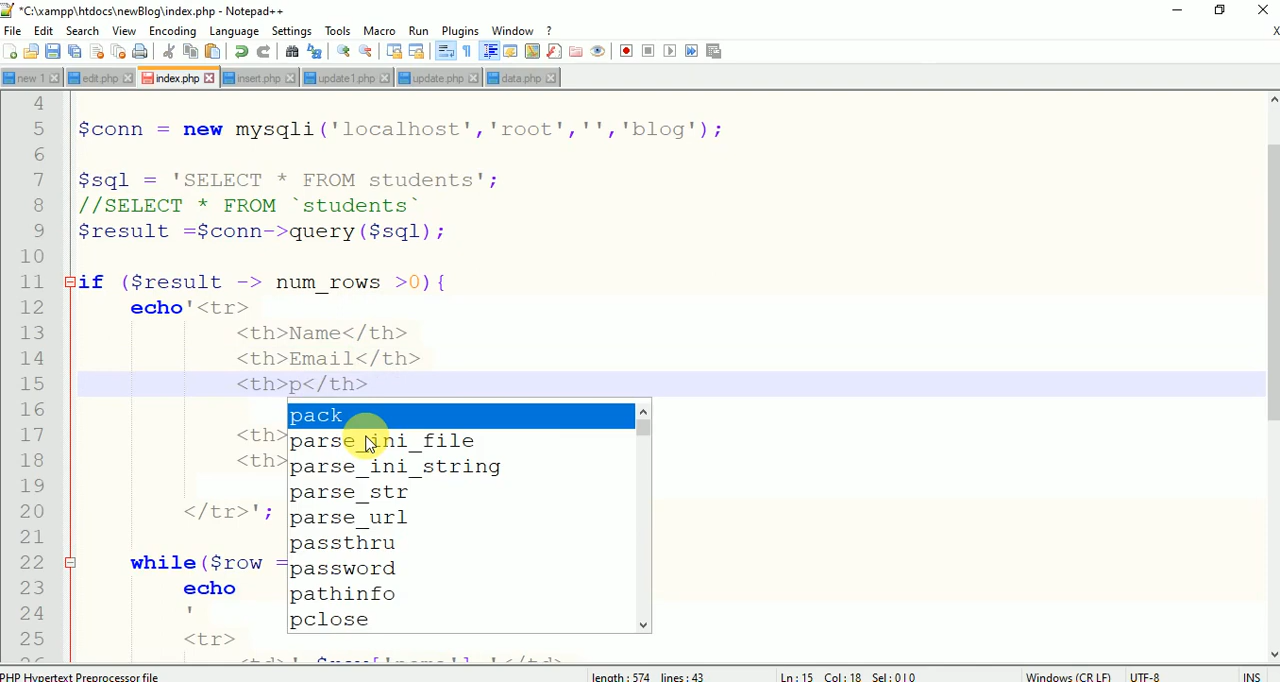 *C:\xampp\htdocs\newBlog\index.php - Notepad++
File Edit Search View Encoding Language Settings Tools Macro Run Plugins Window ? X
new 1 edit.php index.php insert.php update1.php update.php data.php
4
5 $conn = new mysqli('localhost','root','','blog');
6
7 $sql = 'SELECT * FROM students';
8 //SELECT * FROM `students`
9 $result =$conn->query($sql);
10
11 if ($result -> num_rows >0){
12 echo'<tr>
13 <th>Name</th>
14 <th>Email</th>
15 <th>p</th>
16 pack
17 <th> parse_ini_file
18 <th> parse_ini_string
19 parse_str
20 </tr>'; parse_url
21 passthru
22 while($row = password
23 echo pathinfo
24 ' pclose
25 <tr>
26 <td>'.$row['name'].'</td>
PHP Hypertext Preprocessor file length : 574 lines : 43 Ln : 15 Col : 18 Sel : 0 | 0 Windows (CR LF) UTF-8 INS